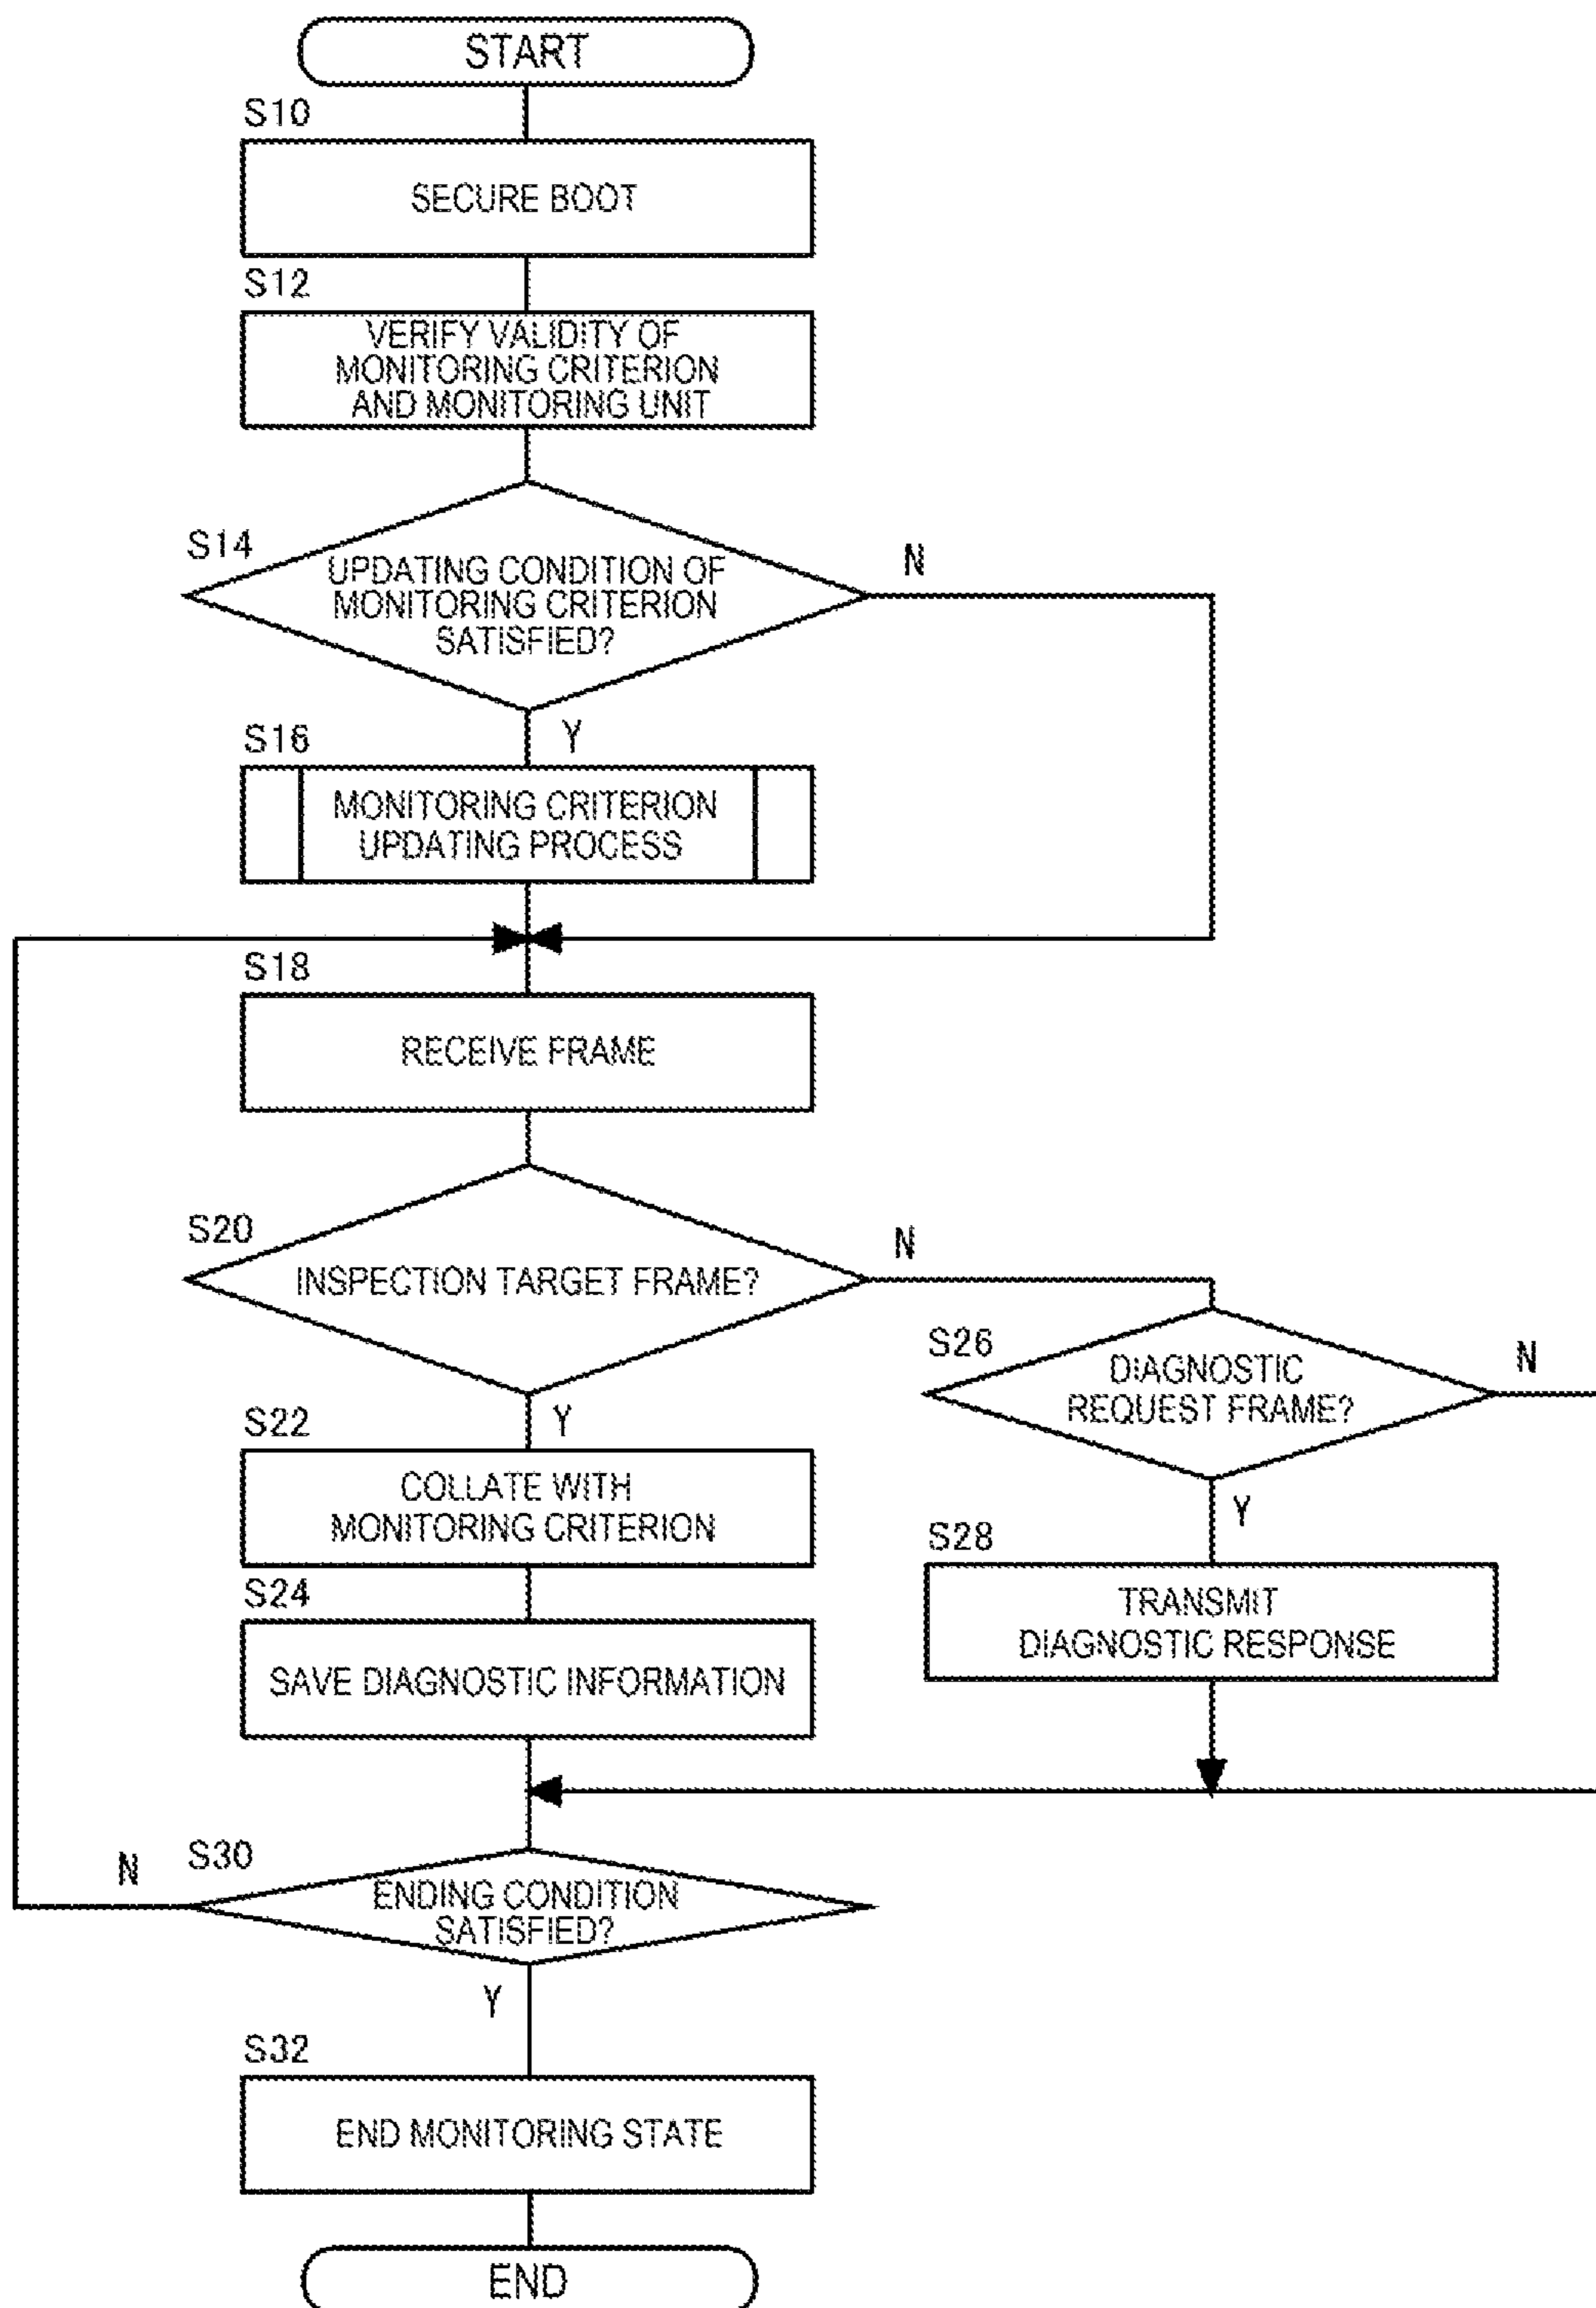 START
S10
SECURE BOOT
S12
VERIFY VALIDITY OF
MONITORING CRITERION
AND MONITORING UNIT
S14
UPDATING CONDITION OF
MONITORING CRITERION
SATISFIED?
N
Y
S16
MONITORING CRITERION
UPDATING PROCESS
S18
RECEIVE FRAME
S20
INSPECTION TARGET FRAME?
N
Y
S26
DIAGNOSTIC
REQUEST FRAME?
N
Y
S22
COLLATE WITH
MONITORING CRITERION
S28
TRANSMIT
DIAGNOSTIC RESPONSE
S24
SAVE DIAGNOSTIC INFORMATION
S30
ENDING CONDITION
SATISFIED?
N
Y
S32
END MONITORING STATE
END